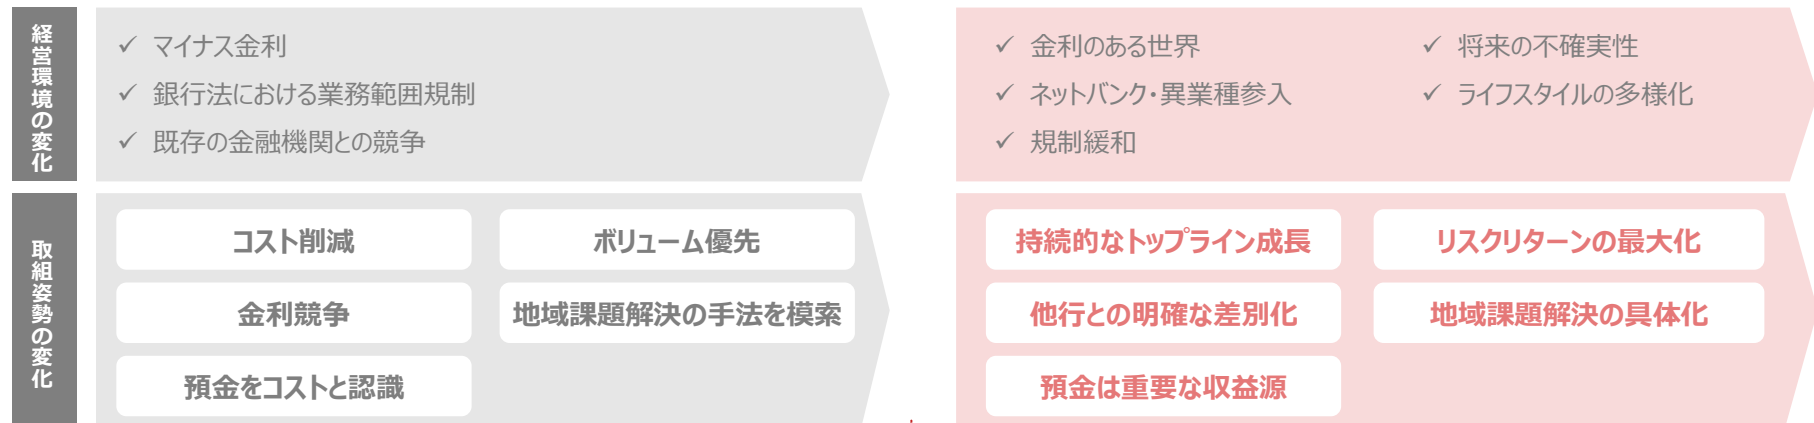 経営環境の変化
マイナス金利
銀行法における業務範囲規制
既存の金融機関との競争
金利のある世界
ネットバンク・異業種参入
規制緩和
将来の不確実性
ライフスタイルの多様化
取組姿勢の変化
コスト削減
ボリューム優先
金利競争
地域課題解決の手法を模索
預金をコストと認識
持続的なトップライン成長
リスクリターンの最大化
他行との明確な差別化
地域課題解決の具体化
預金は重要な収益源